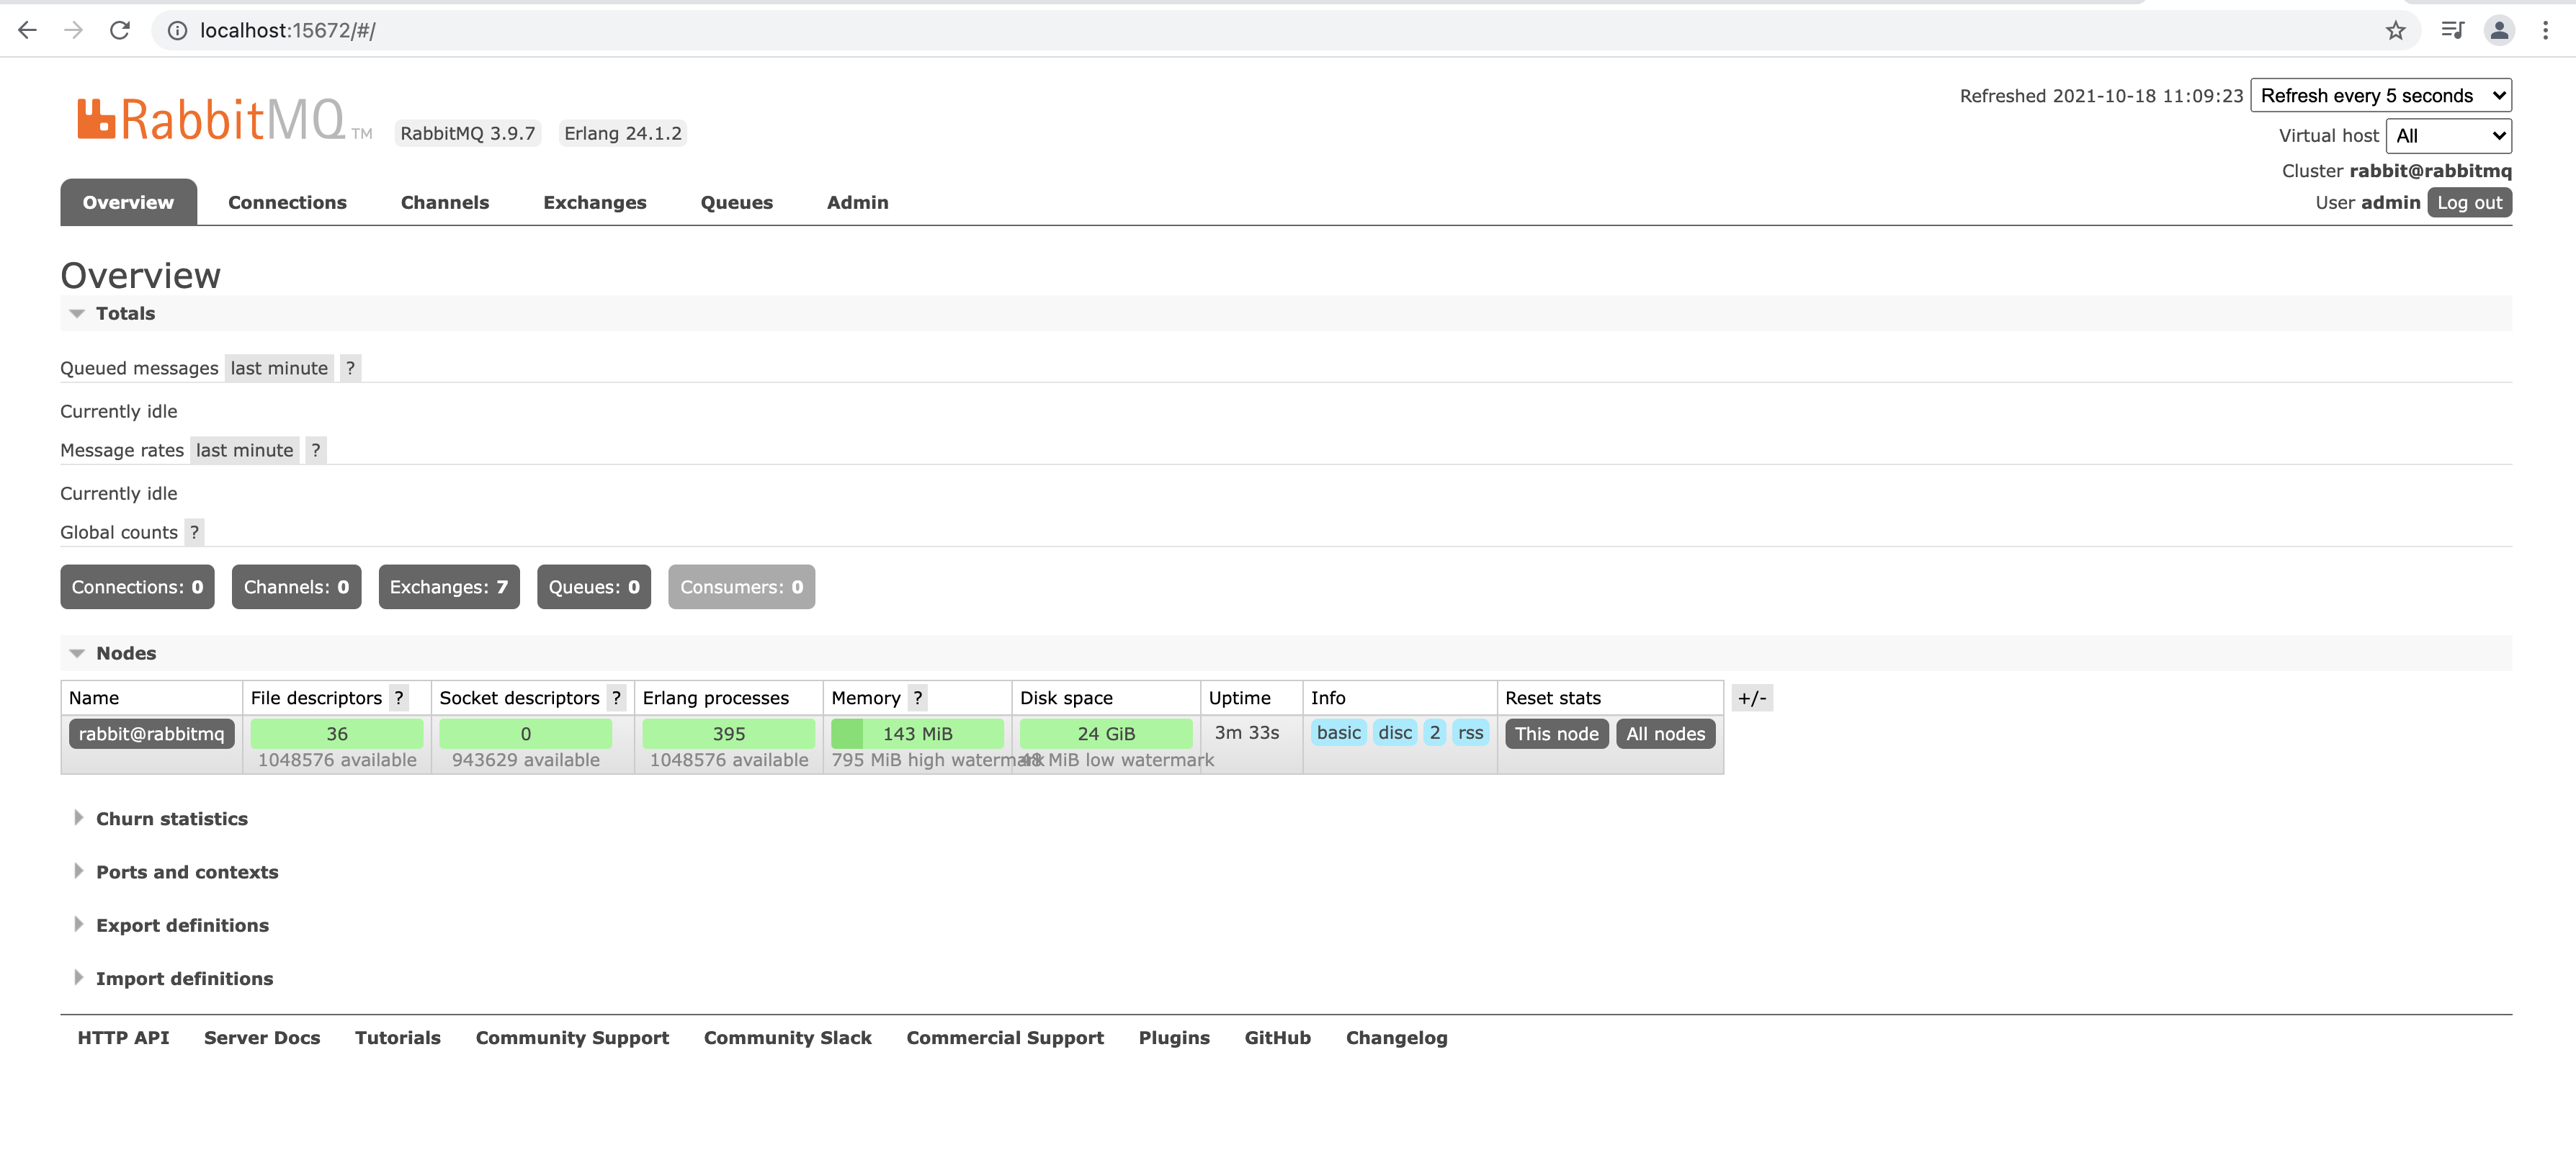 localhost:15672/#/
RabbitMQ TM RabbitMQ 3.9.7 Erlang 24.1.2
Refreshed 2021-10-18 11:09:23 Refresh every 5 seconds
Virtual host All
Cluster rabbit@rabbitmq
User admin Log out
Overview Connections Channels Exchanges Queues Admin
Overview
Totals
Queued messages last minute ?
Currently idle
Message rates last minute ?
Currently idle
Global counts ?
Connections: 0 Channels: 0 Exchanges: 7 Queues: 0 Consumers: 0
Nodes
Name File descriptors ? Socket descriptors ? Erlang processes Memory ? Disk space Uptime Info Reset stats +/-
rabbit@rabbitmq 36 0 395 143 MiB 24 GiB 3m 33s basic disc 2 rss This node All nodes
1048576 available 943629 available 1048576 available 795 MiB high watermark 48 MiB low watermark
Churn statistics
Ports and contexts
Export definitions
Import definitions
HTTP API Server Docs Tutorials Community Support Community Slack Commercial Support Plugins GitHub Changelog